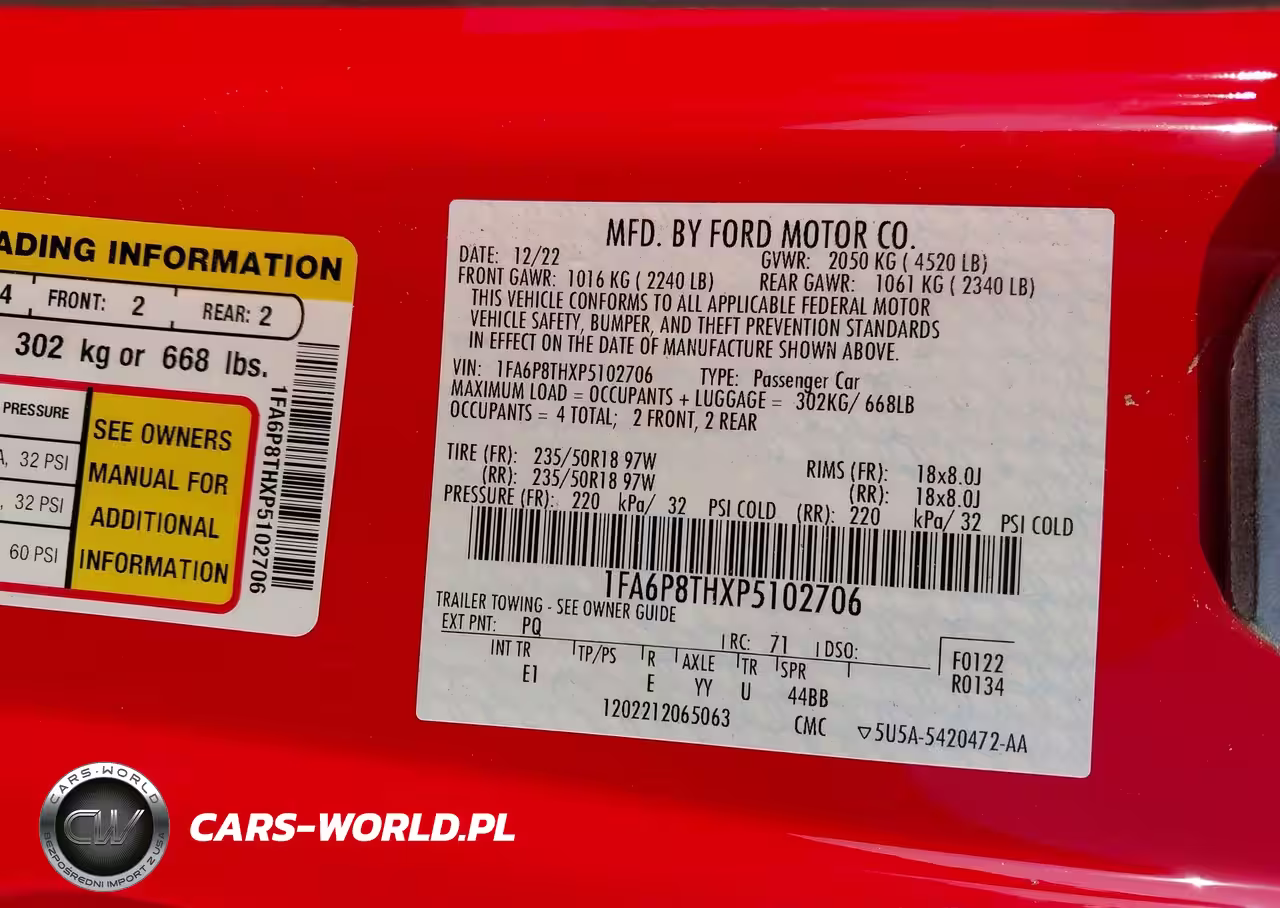 ADING INFORMATION
4 FRONT: 2 REAR: 2
302 kg or 668 lbs.
PRESSURE
A, 32 PSI
, 32 PSI
60 PSI
SEE OWNERS
MANUAL FOR
ADDITIONAL
INFORMATION
1FA6P8THXP5102706
MFD. BY FORD MOTOR CO.
DATE: 12/22 GVWR: 2050 KG ( 4520 LB)
FRONT GAWR: 1016 KG ( 2240 LB) REAR GAWR: 1061 KG ( 2340 LB)
THIS VEHICLE CONFORMS TO ALL APPLICABLE FEDERAL MOTOR
VEHICLE SAFETY, BUMPER, AND THEFT PREVENTION STANDARDS
IN EFFECT ON THE DATE OF MANUFACTURE SHOWN ABOVE.
VIN: 1FA6P8THXP5102706 TYPE: Passenger Car
MAXIMUM LOAD = OCCUPANTS + LUGGAGE = 302KG/ 668LB
OCCUPANTS = 4 TOTAL; 2 FRONT, 2 REAR
TIRE (FR): 235/50R18 97W RIMS (FR): 18x8.0J
(RR): 235/50R18 97W (RR): 18x8.0J
PRESSURE (FR): 220 kPa/ 32 PSI COLD (RR): 220 kPa/ 32 PSI COLD
1FA6P8THXP5102706
TRAILER TOWING - SEE OWNER GUIDE
EXT PNT: PQ RC: 71 DSO:
INT TR TP/PS R AXLE TR SPR F0122
E1 E YY U 44BB R0134
1202212065063 CMC ▽5U5A-5420472-AA
CARS-WORLD
CW
BEZPOŚREDNI IMPORT Z USA
CARS-WORLD.PL